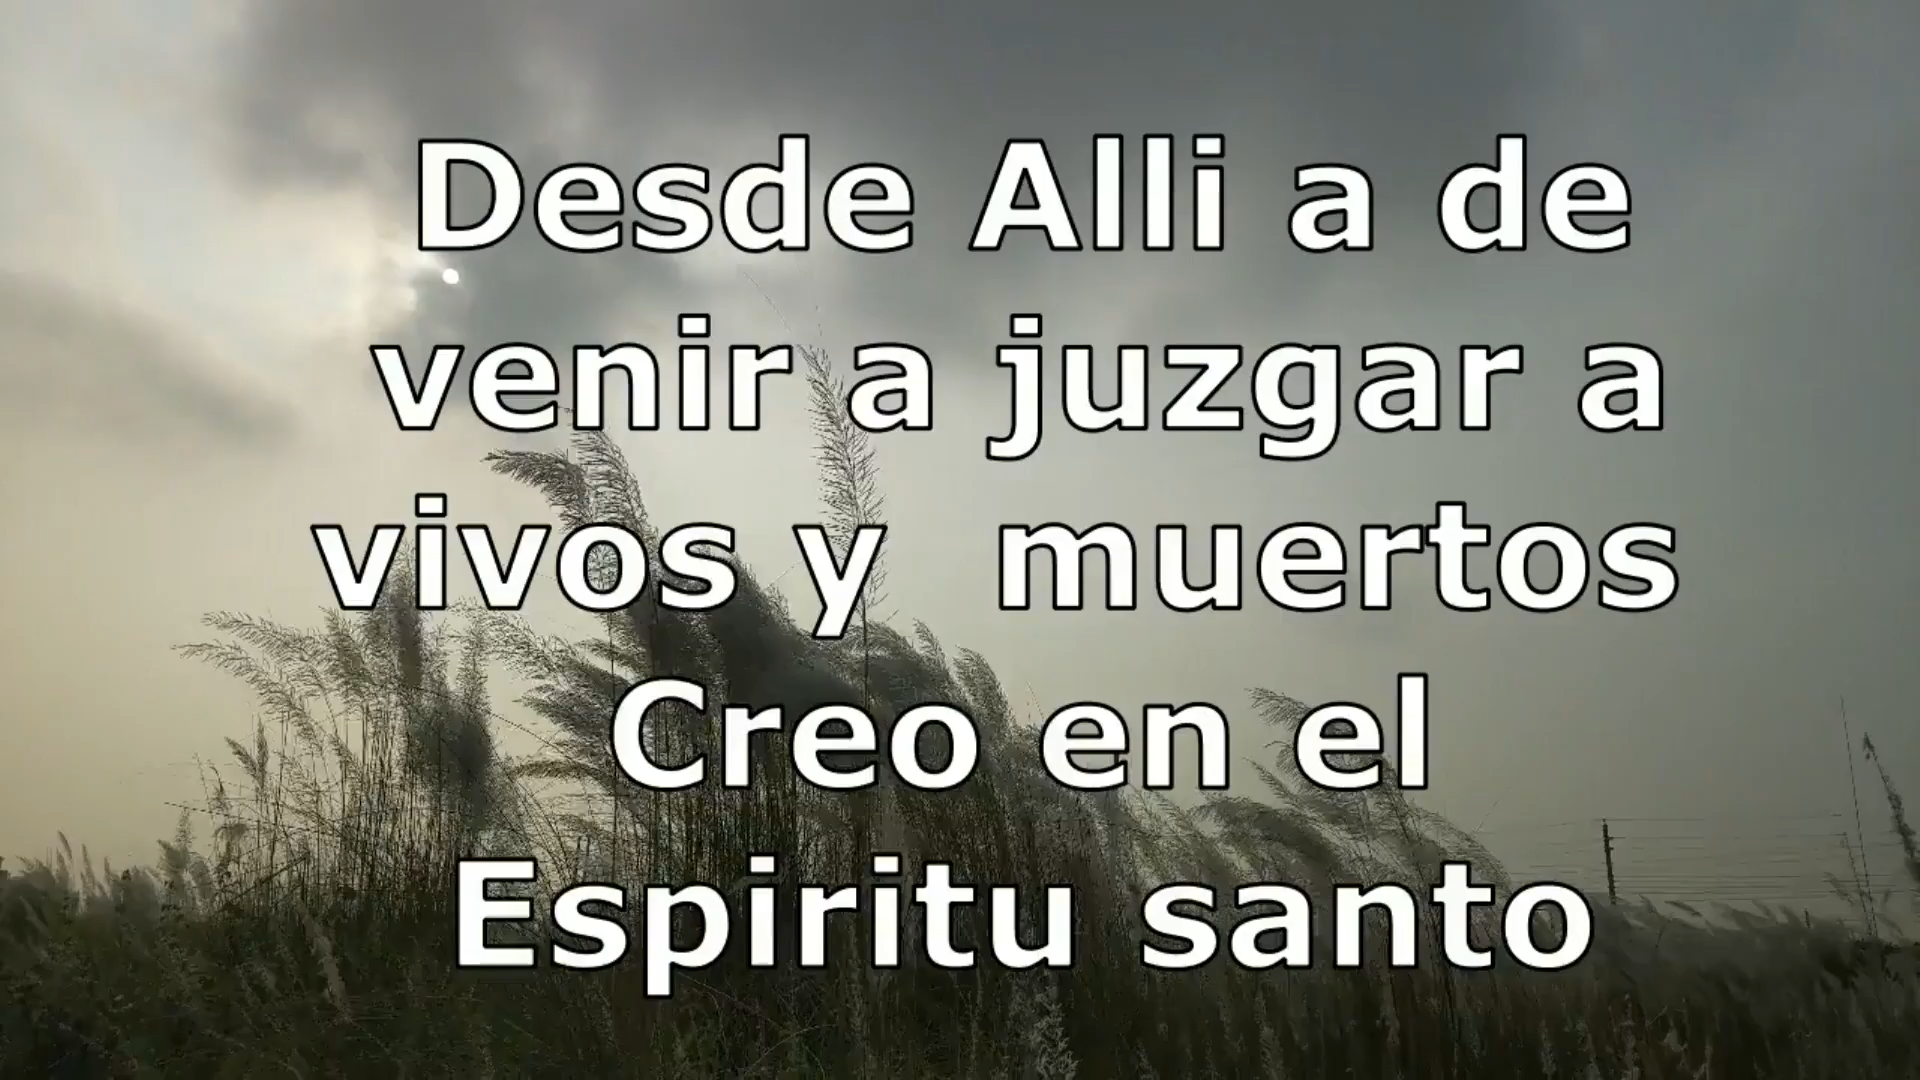 Desde Alli a de
venir a juzgar a
vivos y  muertos
Creo en el
Espiritu santo